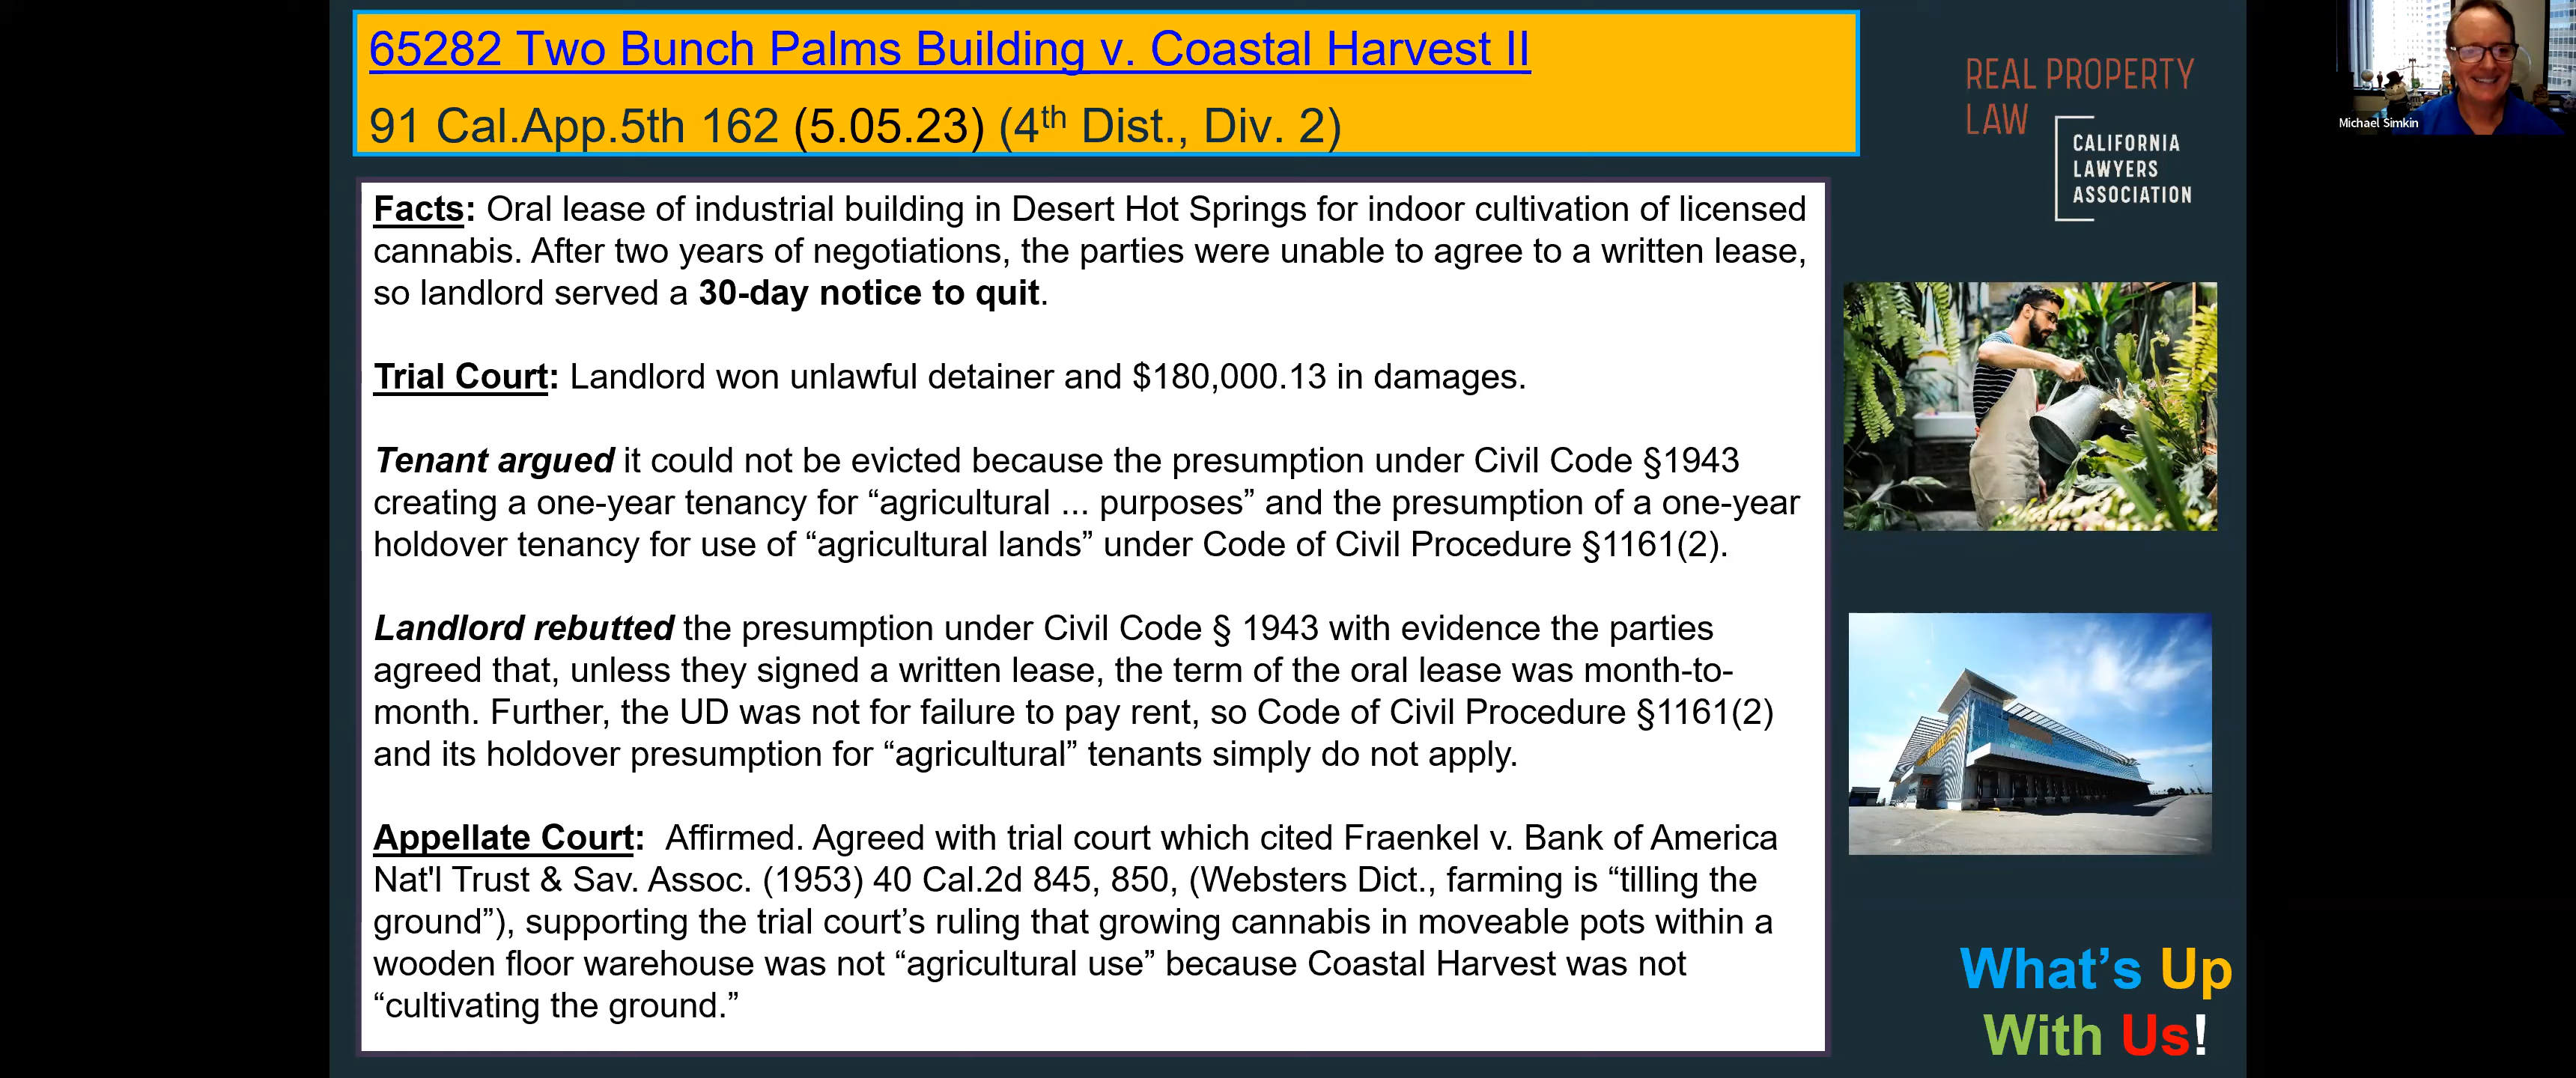 65282 Two Bunch Palms Building v. Coastal Harvest II
91 Cal.App.5th 162 (5.05.23) (4th Dist., Div. 2)
Facts: Oral lease of industrial building in Desert Hot Springs for indoor cultivation of licensed
cannabis. After two years of negotiations, the parties were unable to agree to a written lease,
so landlord served a 30-day notice to quit.
Trial Court: Landlord won unlawful detainer and $180,000.13 in damages.
Tenant argued it could not be evicted because the presumption under Civil Code §1943
creating a one-year tenancy for “agricultural ... purposes” and the presumption of a one-year
holdover tenancy for use of “agricultural lands” under Code of Civil Procedure §1161(2).
Landlord rebutted the presumption under Civil Code § 1943 with evidence the parties
agreed that, unless they signed a written lease, the term of the oral lease was month-to-
month. Further, the UD was not for failure to pay rent, so Code of Civil Procedure §1161(2)
and its holdover presumption for “agricultural” tenants simply do not apply.
Appellate Court: Affirmed. Agreed with trial court which cited Fraenkel v. Bank of America
Nat'l Trust & Sav. Assoc. (1953) 40 Cal.2d 845, 850, (Websters Dict., farming is “tilling the
ground”), supporting the trial court’s ruling that growing cannabis in moveable pots within a
wooden floor warehouse was not “agricultural use” because Coastal Harvest was not
“cultivating the ground.”
REAL PROPERTY
LAW
CALIFORNIA
LAWYERS
ASSOCIATION
What’s Up
With Us!
Michael Simkin